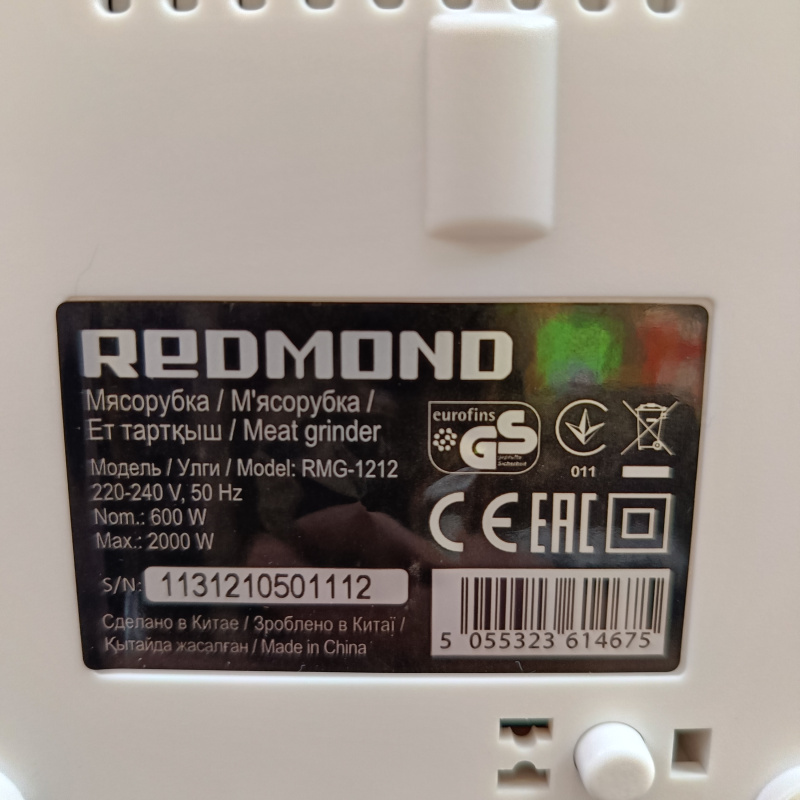 REDMOND
Мясорубка / М'ясорубка /
Ет тартқыш / Meat grinder
Модель / Улги / Model: RMG-1212
220-240 V, 50 Hz
Nom.: 600 W
Max.: 2000 W
eurofins
GS
011
CE EAC
S/N: 1131210501112
Сделано в Китае / Зроблено в Китаї /
Қытайда жасалған / Made in China
5 055323 614675